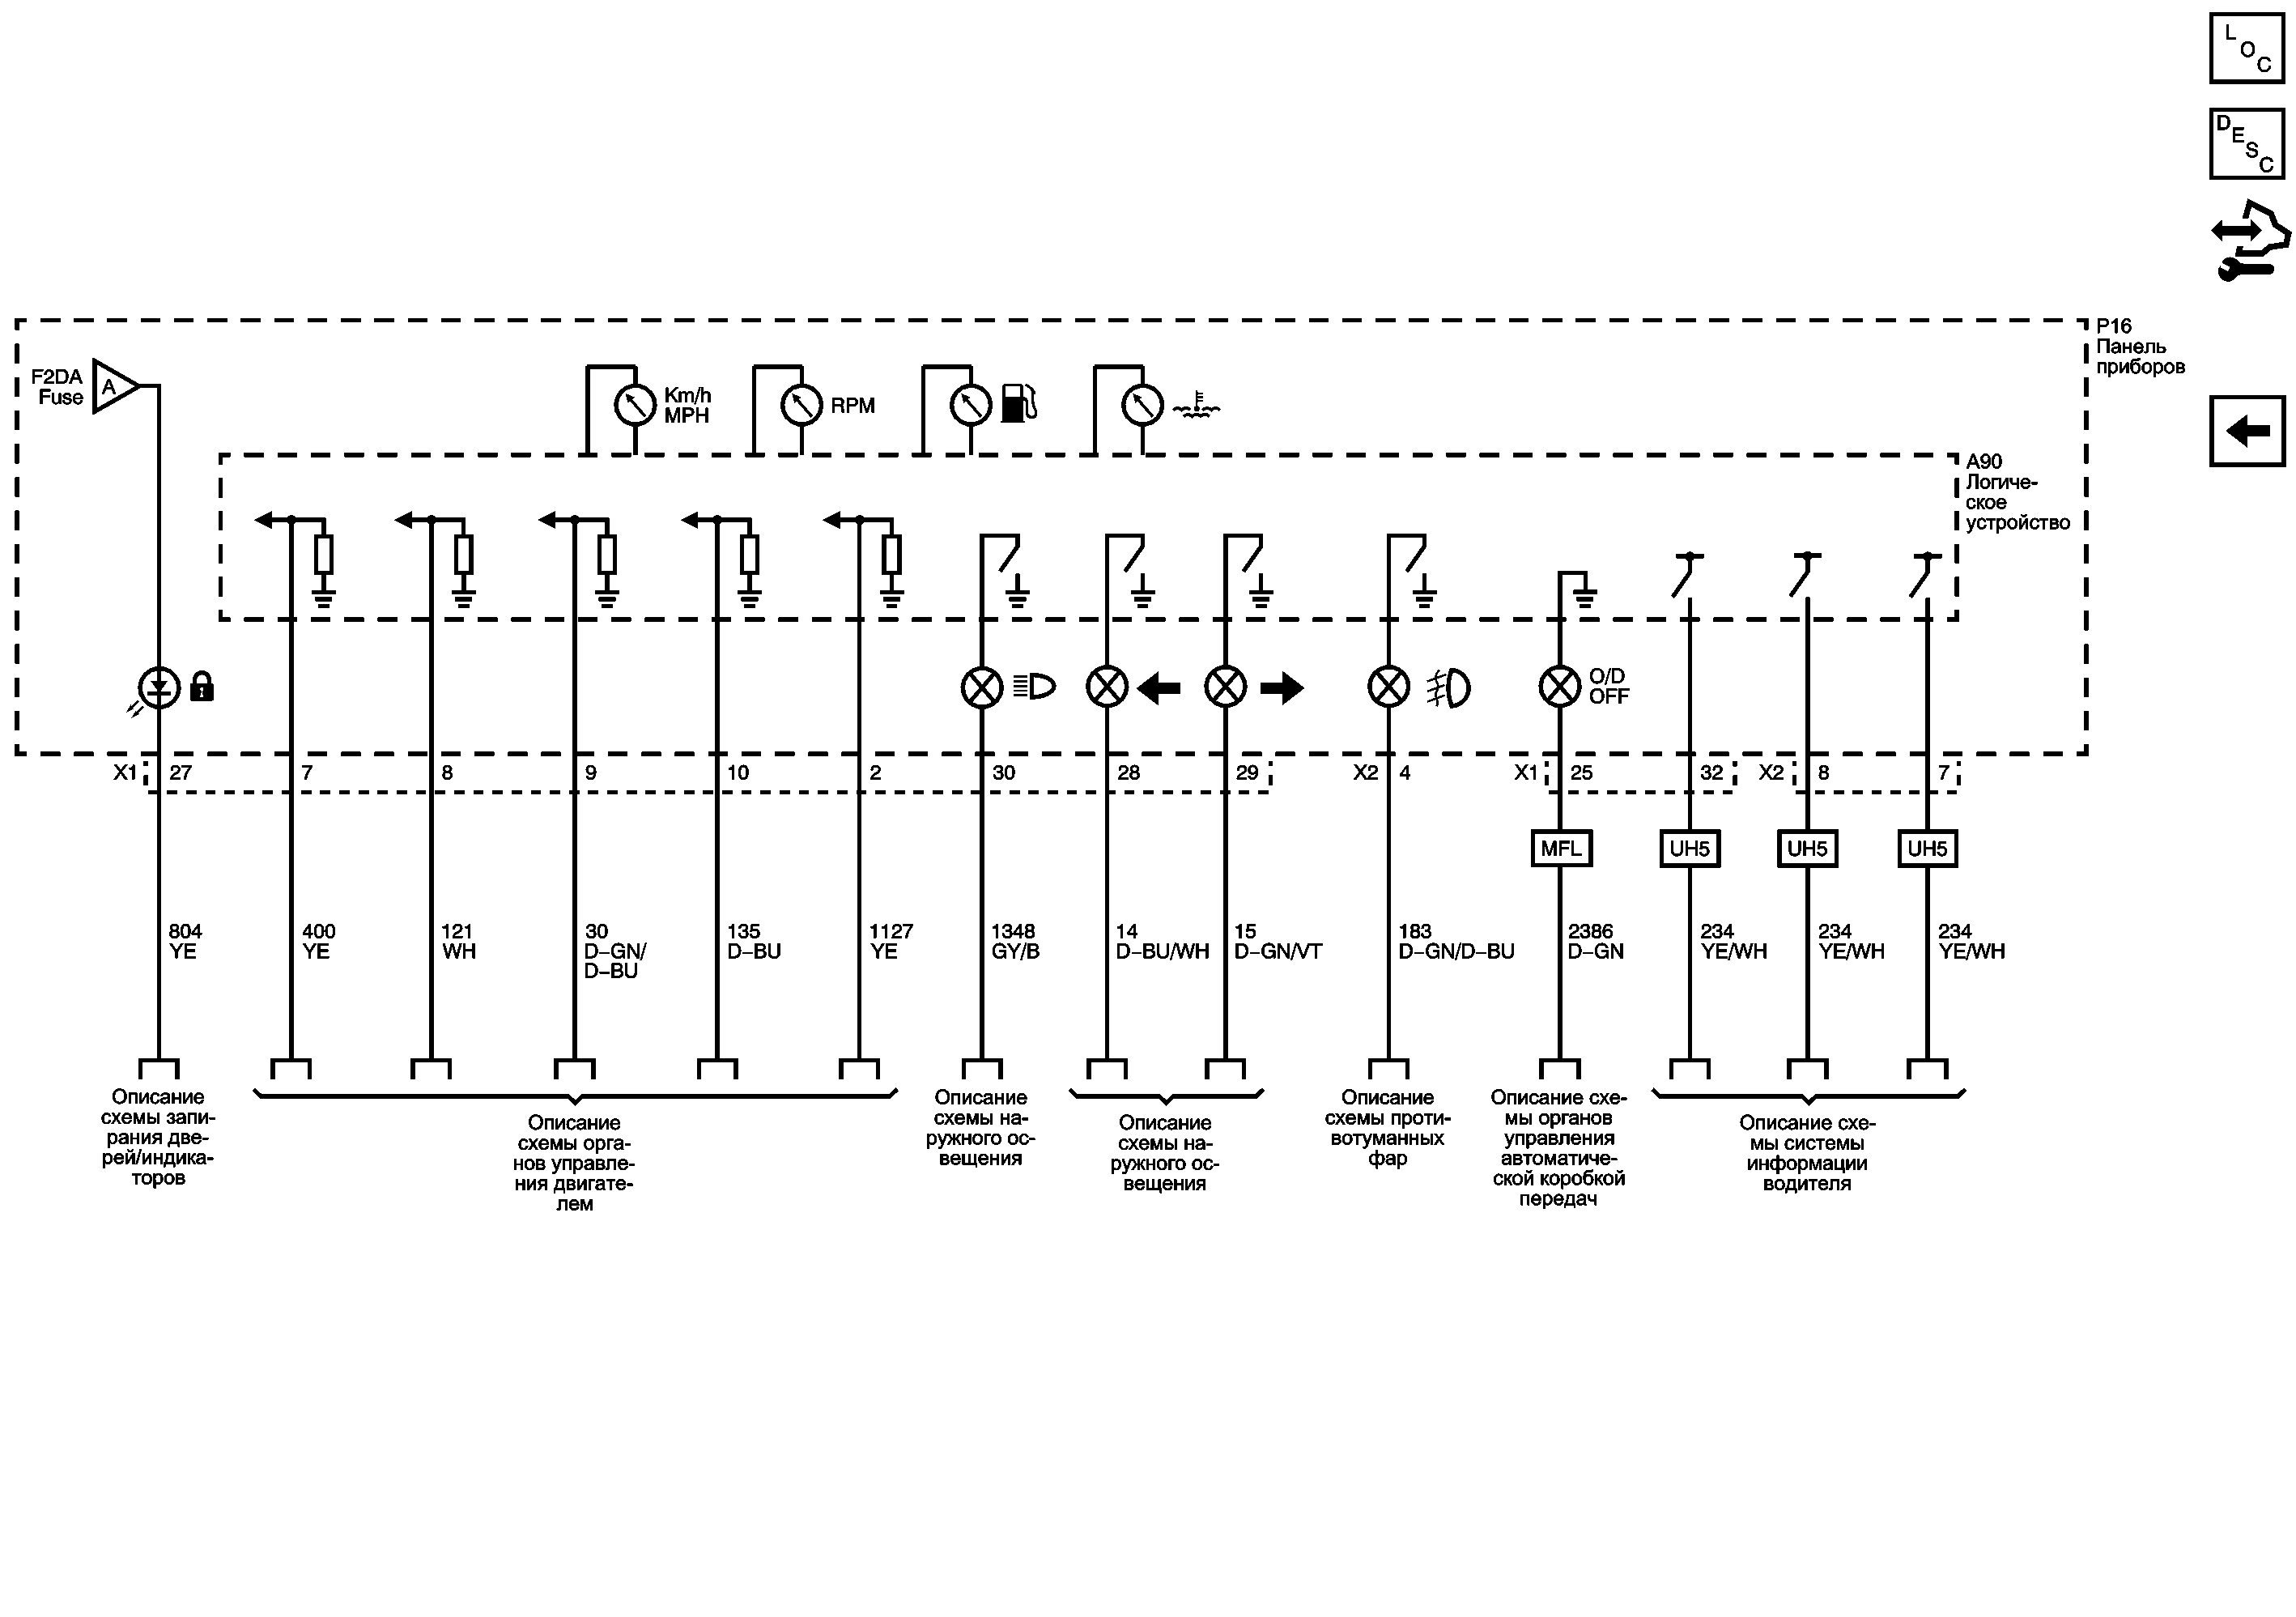 L
O
C
D
E
S
C
P16
Панель
приборов
F2DA
Fuse
A
Km/h
MPH
RPM
A90
Логиче-
ское
устройство
O/D
OFF
X1 27 7 8 9 10 2 30 28 29 X2 4 X1 25 32 X2 8 7
MFL UH5 UH5 UH5
804
YE
400
YE
121
WH
30
D-GN/
D-BU
135
D-BU
1127
YE
1348
GY/B
14
D-BU/WH
15
D-GN/VT
183
D-GN/D-BU
2386
D-GN
234
YE/WH
234
YE/WH
234
YE/WH
Описание
схемы запи-
рания две-
рей/индика-
торов
Описание
схемы орга-
нов управле-
ния двигате-
лем
Описание
схемы на-
ружного ос-
вещения
Описание
схемы на-
ружного ос-
вещения
Описание
схемы проти-
вотуманных
фар
Описание схе-
мы органов
управления
автоматиче-
ской коробкой
передач
Описание схе-
мы системы
информации
водителя